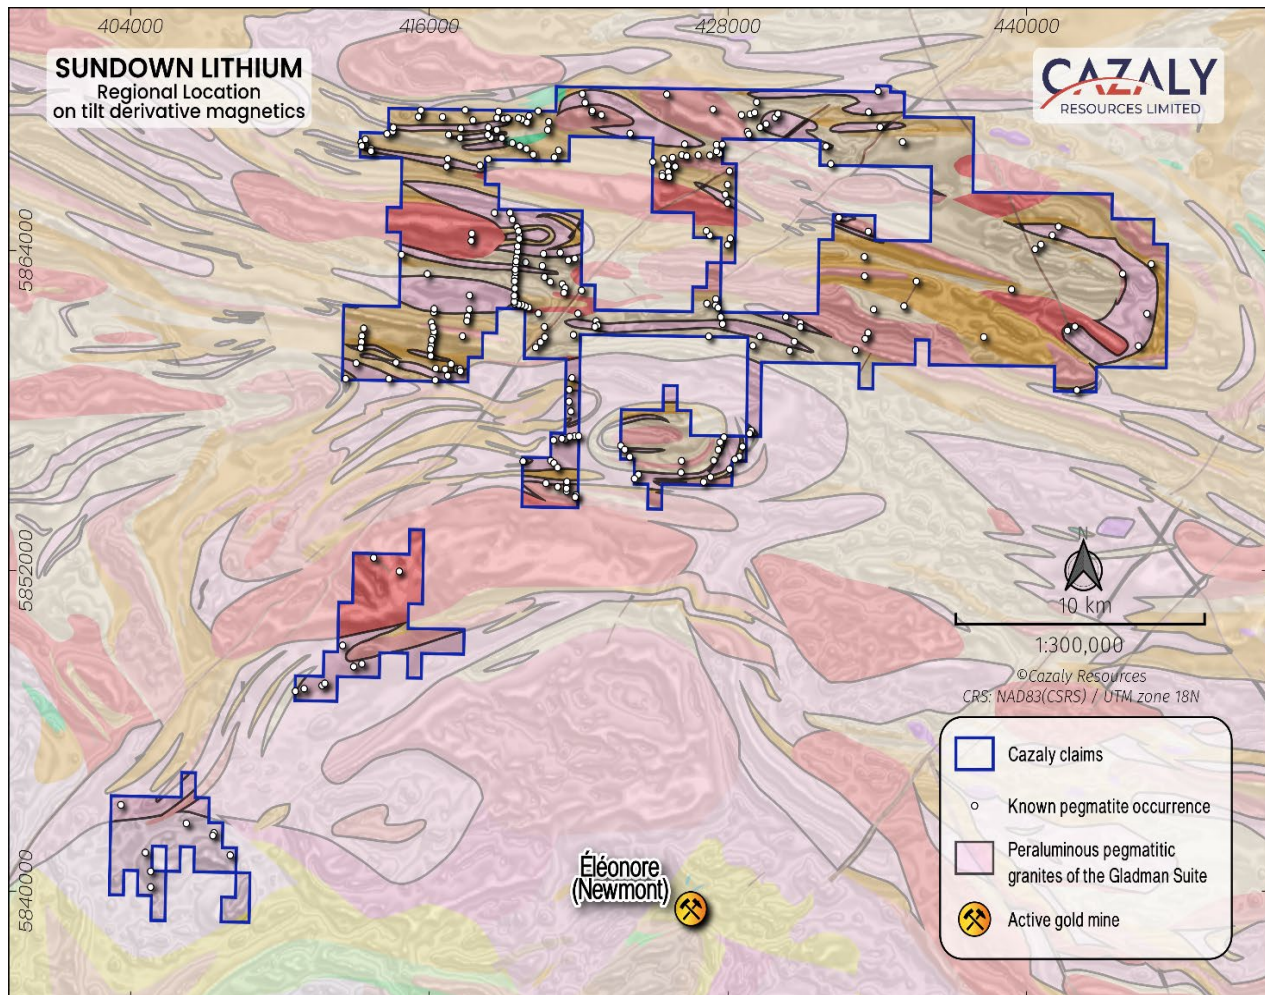 404000
416000
428000
440000
SUNDOWN LITHIUM
Regional Location
on tilt derivative magnetics
CAZALY
RESOURCES LIMITED
5864000
5852000
5840000
N
10 km
1:300,000
©Cazaly Resources
CRS: NAD83(CSRS) / UTM zone 18N
Cazaly claims
Known pegmatite occurrence
Peraluminous pegmatitic
granites of the Gladman Suite
Active gold mine
Éléonore
(Newmont)